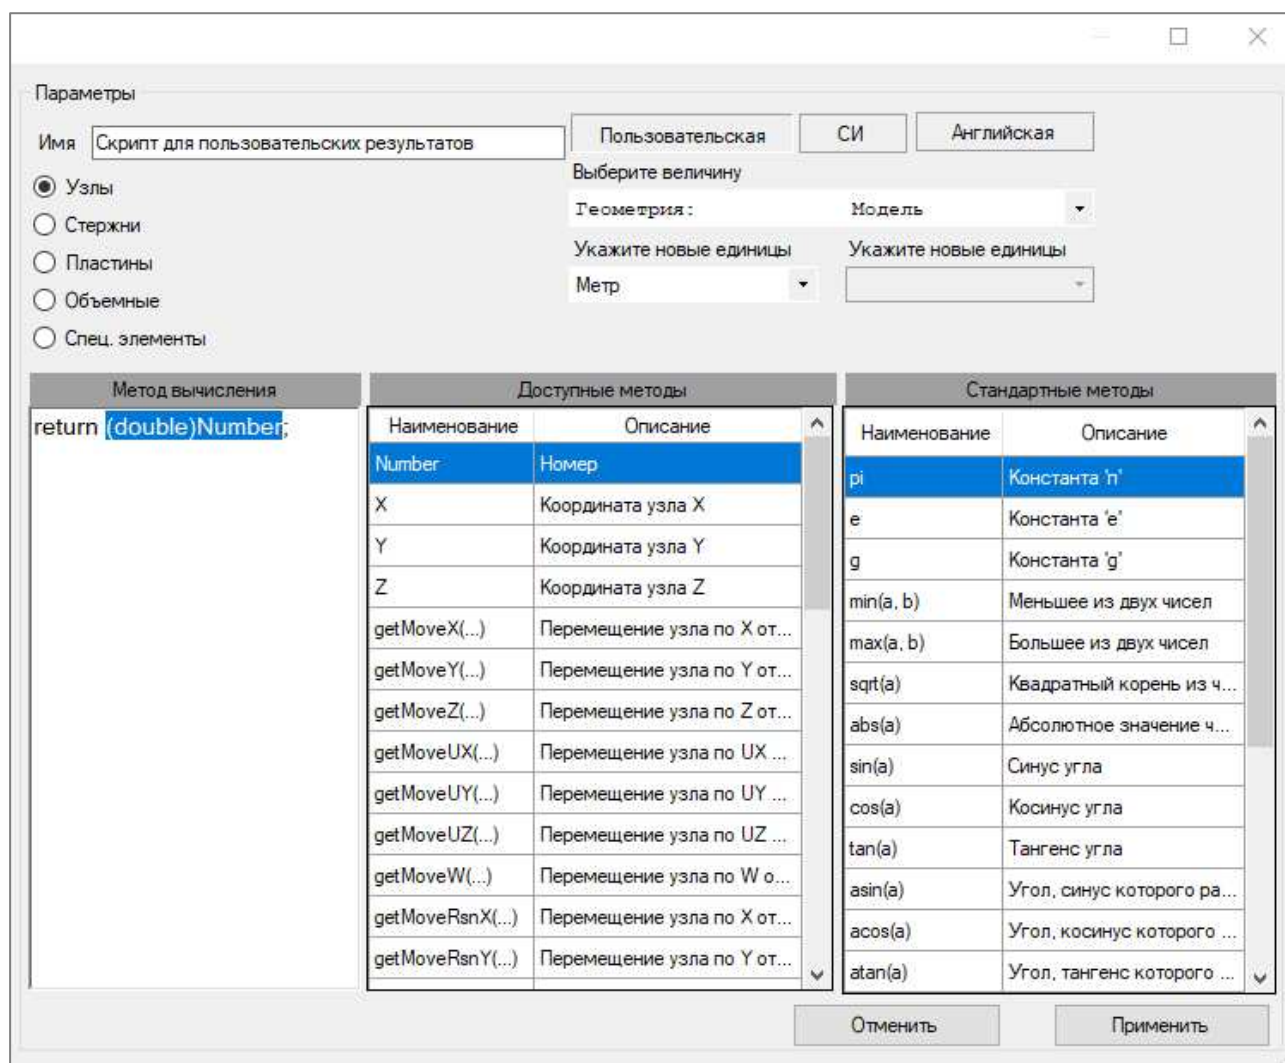 Параметры
Имя Скрипт для пользовательских результатов Пользовательская СИ Английская
Выберите величину
Узлы
Геометрия: Модель
Стержни
Укажите новые единицы Укажите новые единицы
Пластины
Метр
Объемные
Спец. элементы
Метод вычисления
return (double)Number;
Доступные методы
Наименование Описание
Number Номер
X Координата узла X
Y Координата узла Y
Z Координата узла Z
getMoveX(...) Перемещение узла по X от...
getMoveY(...) Перемещение узла по Y от...
getMoveZ(...) Перемещение узла по Z от...
getMoveUX(...) Перемещение узла по UX ...
getMoveUY(...) Перемещение узла по UY ...
getMoveUZ(...) Перемещение узла по UZ ...
getMoveW(...) Перемещение узла по W о...
getMoveRsnX(...) Перемещение узла по X от...
getMoveRsnY(...) Перемещение узла по Y от...
Стандартные методы
Наименование Описание
pi Константа 'п'
e Константа 'e'
g Константа 'g'
min(a, b) Меньшее из двух чисел
max(a, b) Большее из двух чисел
sqrt(a) Квадратный корень из ч...
abs(a) Абсолютное значение ч...
sin(a) Синус угла
cos(a) Косинус угла
tan(a) Тангенс угла
asin(a) Угол, синус которого ра...
acos(a) Угол, косинус которого ...
atan(a) Угол, тангенс которого ...
Отменить Применить